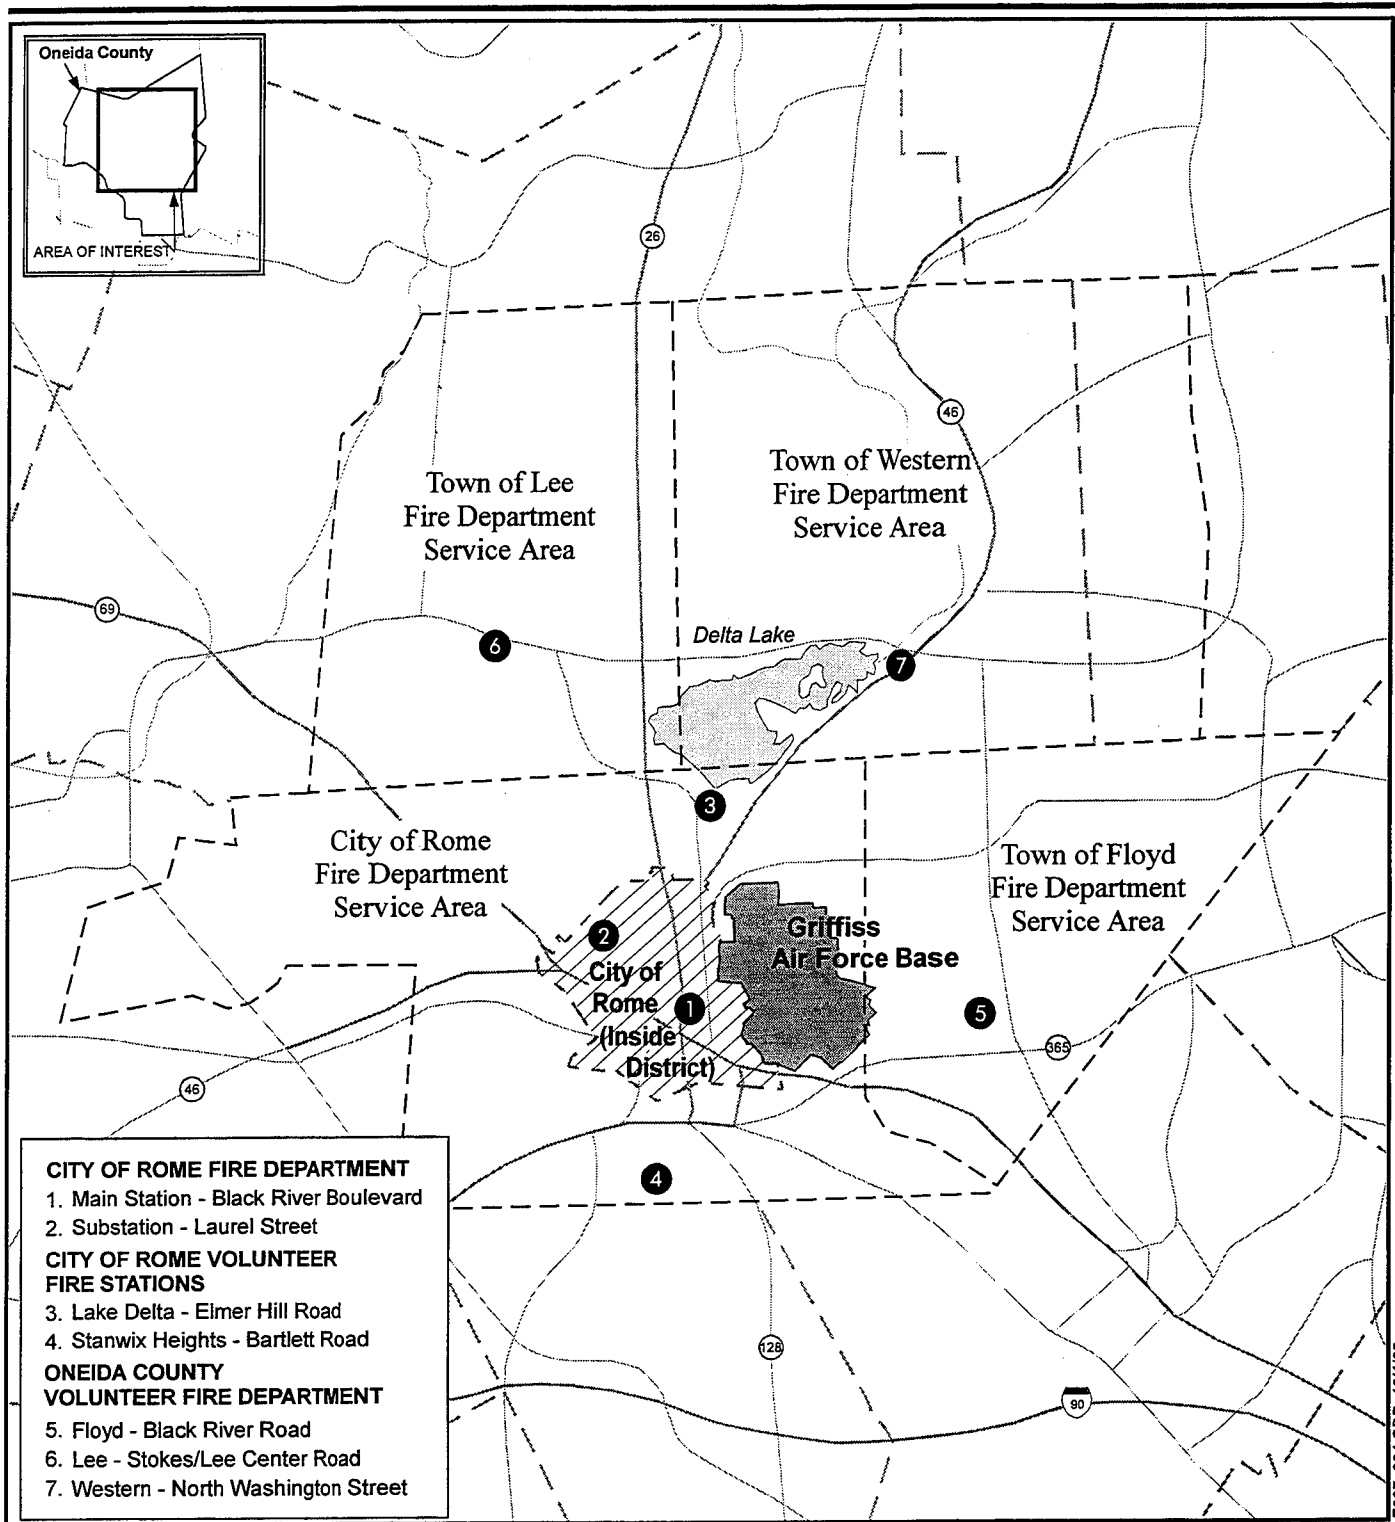 Oneida County
AREA OF INTEREST
26
46
Town of Lee
Fire Department
Service Area
Town of Western
Fire Department
Service Area
69
6
Delta Lake
7
3
City of Rome
Fire Department
Service Area
Town of Floyd
Fire Department
Service Area
2
Griffiss
Air Force Base
City of
Rome
(Inside
District)
1
5
365
46
4
128
90
CITY OF ROME FIRE DEPARTMENT
1. Main Station - Black River Boulevard
2. Substation - Laurel Street
CITY OF ROME VOLUNTEER
FIRE STATIONS
3. Lake Delta - Elmer Hill Road
4. Stanwix Heights - Bartlett Road
ONEIDA COUNTY
VOLUNTEER FIRE DEPARTMENT
5. Floyd - Black River Road
6. Lee - Stokes/Lee Center Road
7. Western - North Washington Street